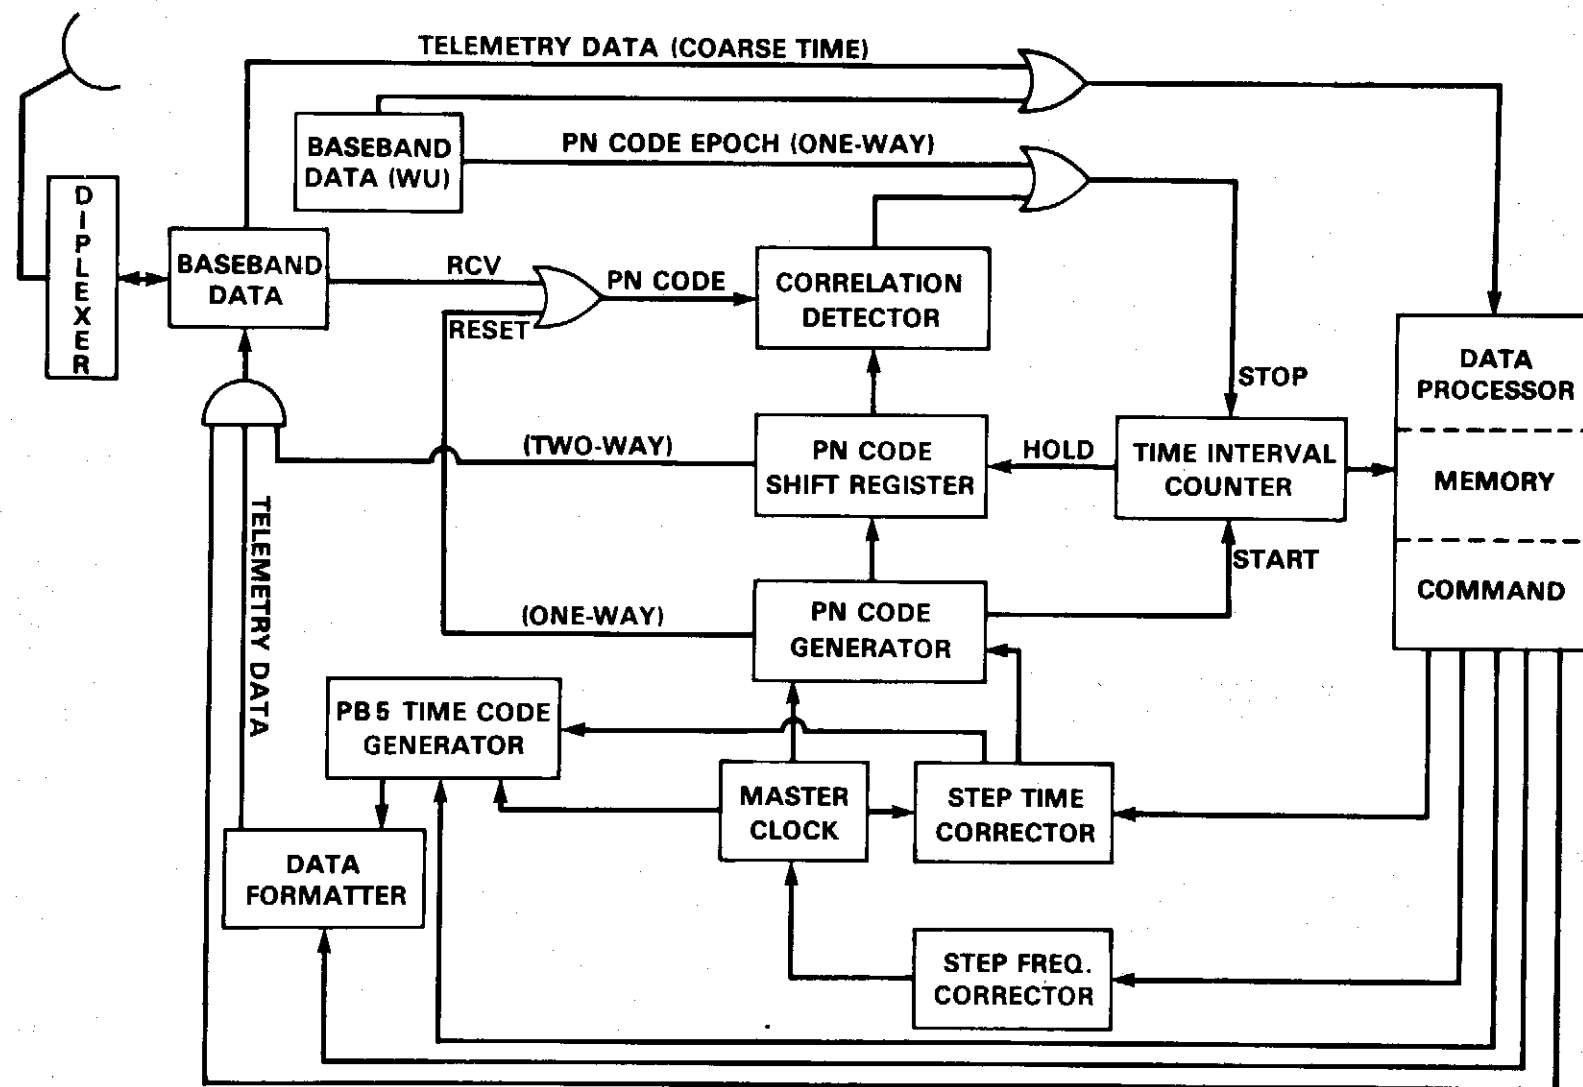 TELEMETRY DATA (COARSE TIME)
BASEBAND
DATA (WU)
PN CODE EPOCH (ONE-WAY)
DIPLEXER
BASEBAND
DATA
RCV
RESET
PN CODE
CORRELATION
DETECTOR
STOP
DATA
PROCESSOR
MEMORY
COMMAND
(TWO-WAY)
PN CODE
SHIFT REGISTER
HOLD
TIME INTERVAL
COUNTER
START
TELEMETRY DATA
(ONE-WAY)
PN CODE
GENERATOR
PB5 TIME CODE
GENERATOR
MASTER
CLOCK
STEP TIME
CORRECTOR
DATA
FORMATTER
STEP FREQ.
CORRECTOR